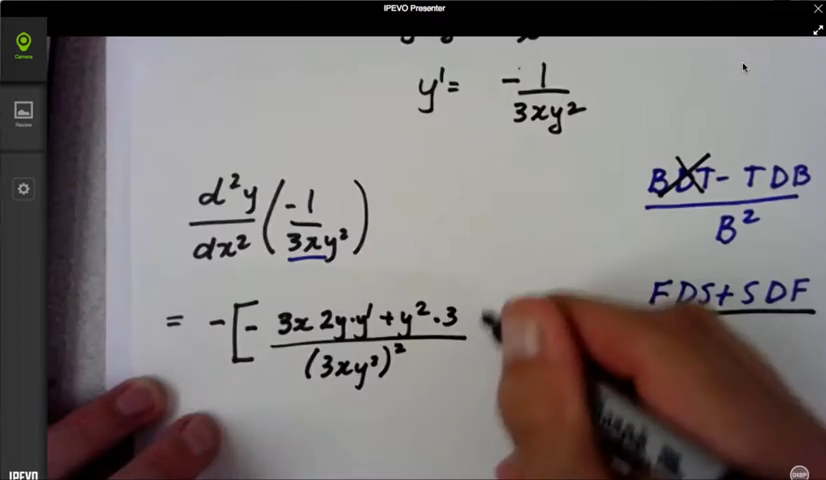 IPEVO Presenter
Camera
y' = -1 / 3xy²
d²y / dx² (-1 / 3xy²)
BDT - TDB / B²
FDS + SDF
= - [ - 3x 2y·y' + y²·3 / (3xy²)²
IPEVO